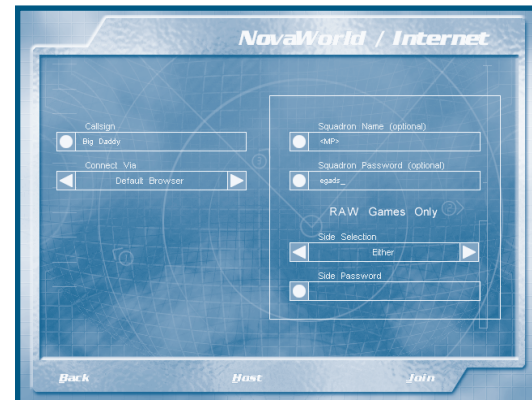 NovaWorld / Internet
Callsign
Big Daddy
Connect Via
Default Browser
Squadron Name (optional)
<MP>
Squadron Password (optional)
egads_
RAW Games Only
Side Selection
Either
Side Password
Back Host Join